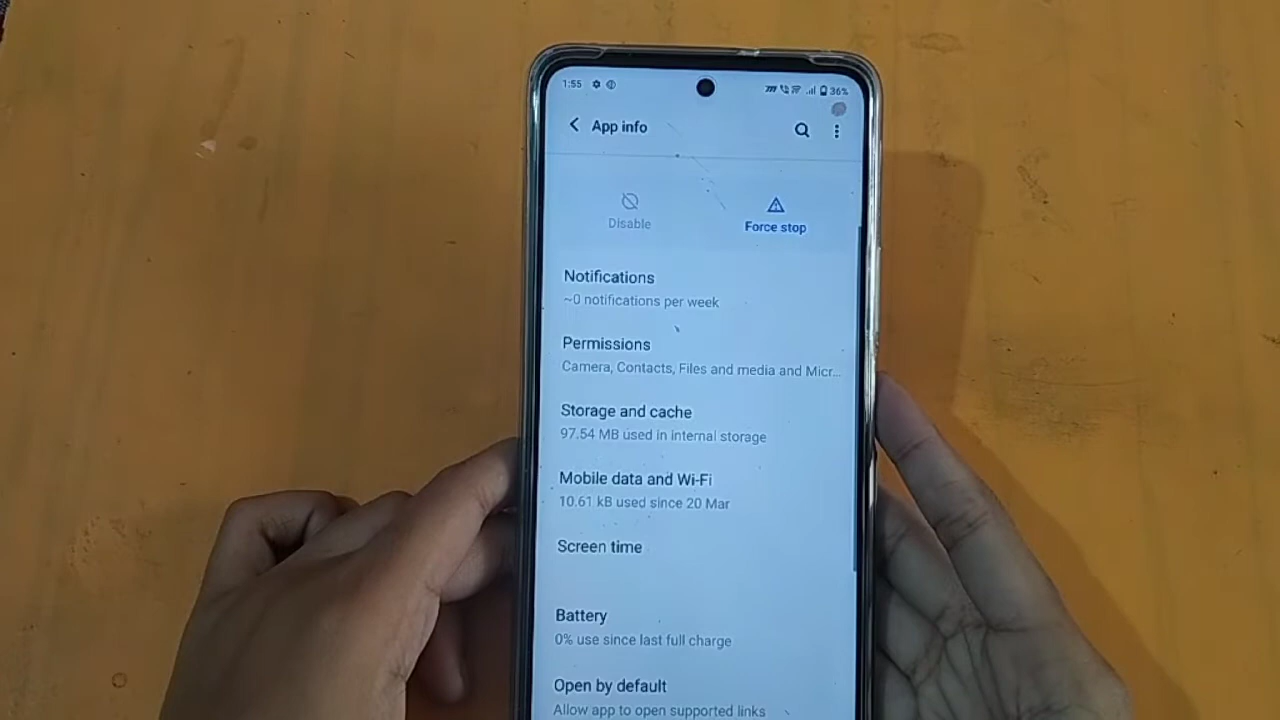 1:55
36%
App info
Disable
Force stop
Notifications
~0 notifications per week
Permissions
Camera, Contacts, Files and media and Micr...
Storage and cache
97.54 MB used in internal storage
Mobile data and Wi-Fi
10.61 kB used since 20 Mar
Screen time
Battery
0% use since last full charge
Open by default
Allow app to open supported links